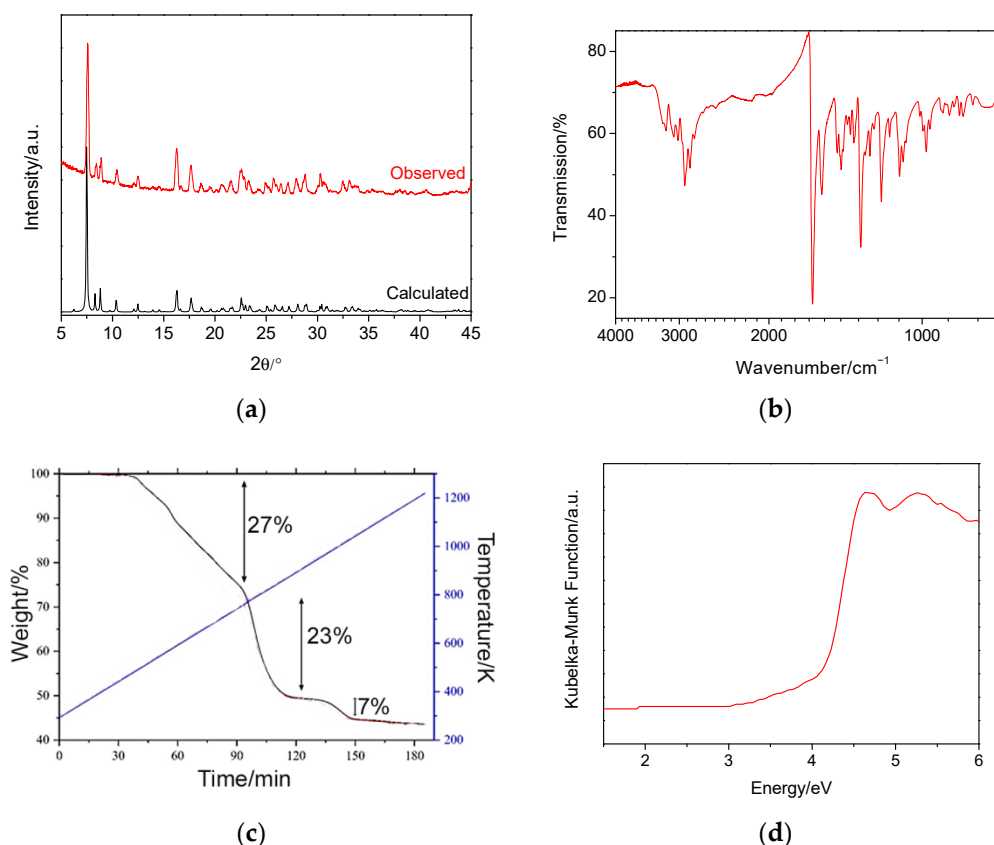 Intensity/a.u.
Observed
Calculated
5 10 15 20 25 30 35 40 45
2θ/°
(a)
Transmission/%
80
60
40
20
4000 3000 2000 1000
Wavenumber/cm⁻¹
(b)
Weight/%
100
90
80
70
60
50
40
27%
23%
7%
1200
1000
800
600
400
200
Temperature/K
0 30 60 90 120 150 180
Time/min
(c)
Kubelka-Munk Function/a.u.
2 3 4 5 6
Energy/eV
(d)